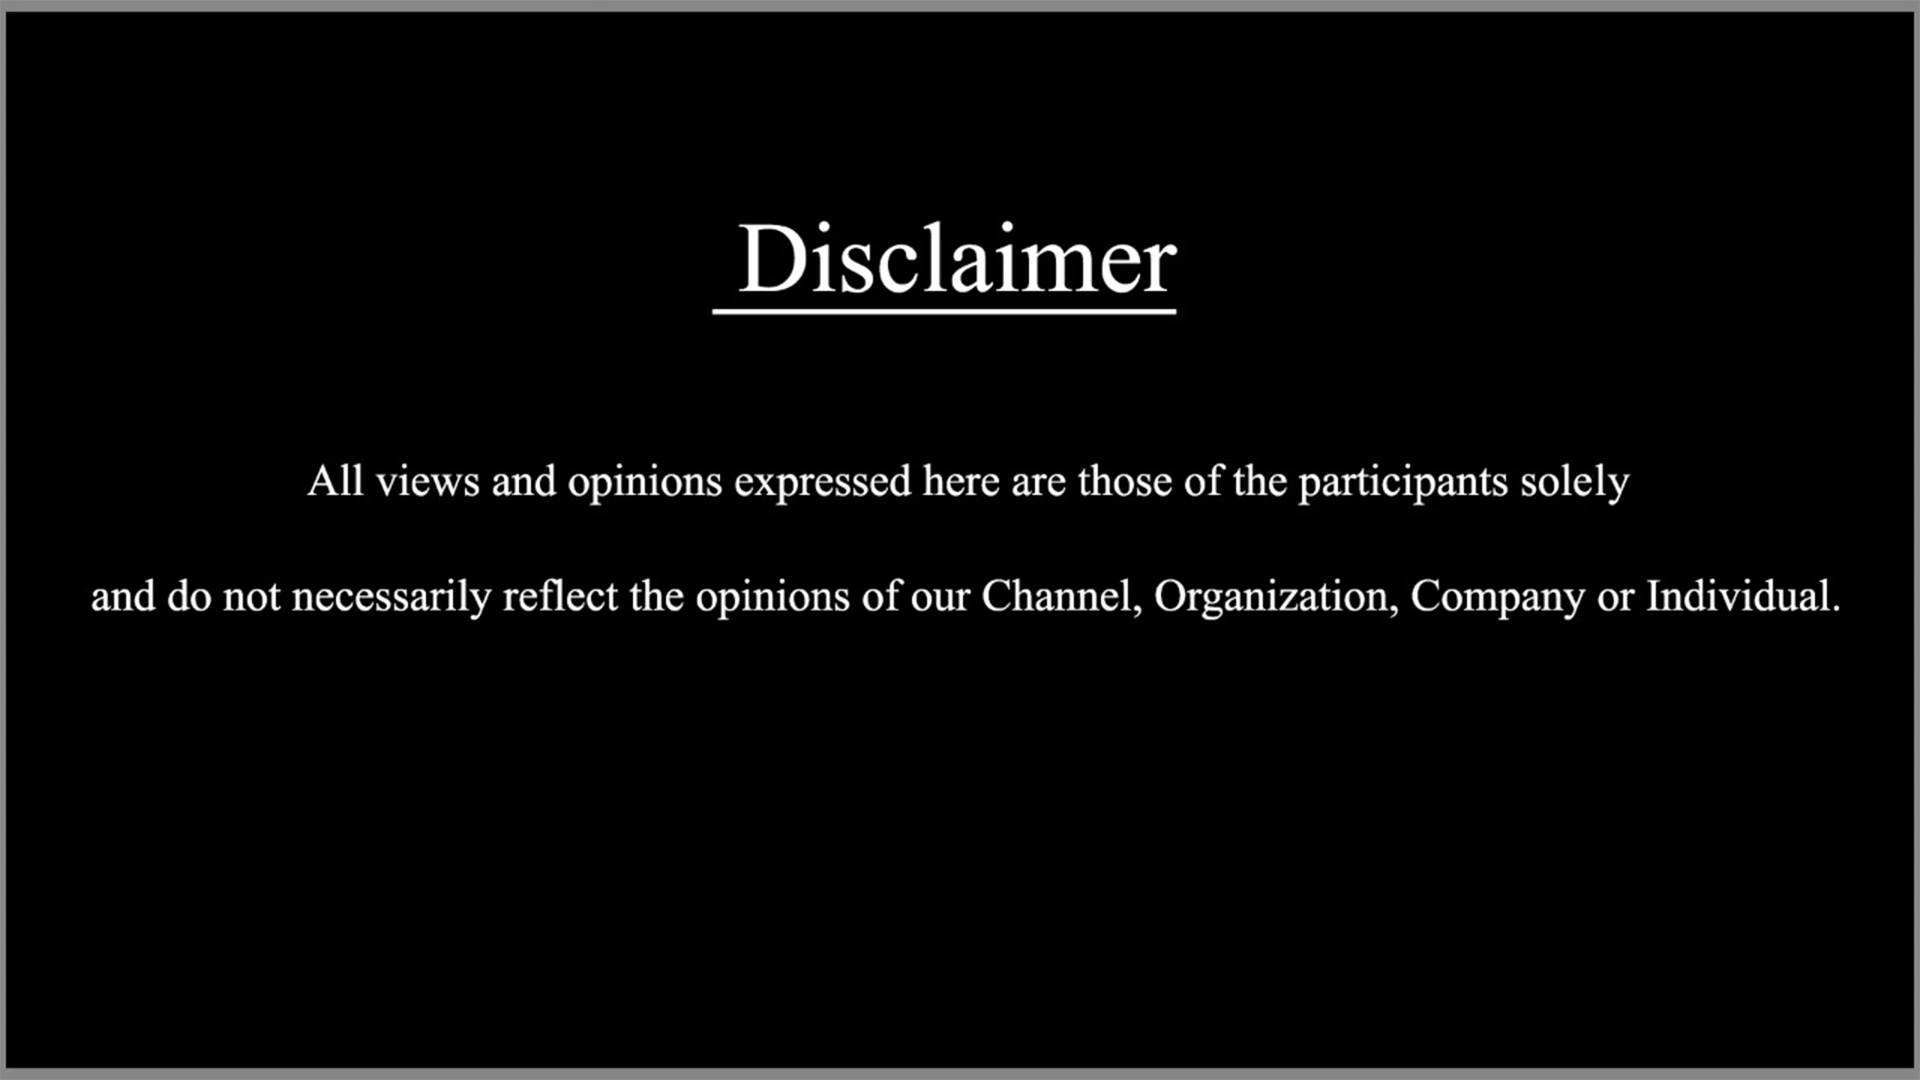 Disclaimer
All views and opinions expressed here are those of the participants solely
and do not necessarily reflect the opinions of our Channel, Organization, Company or Individual.